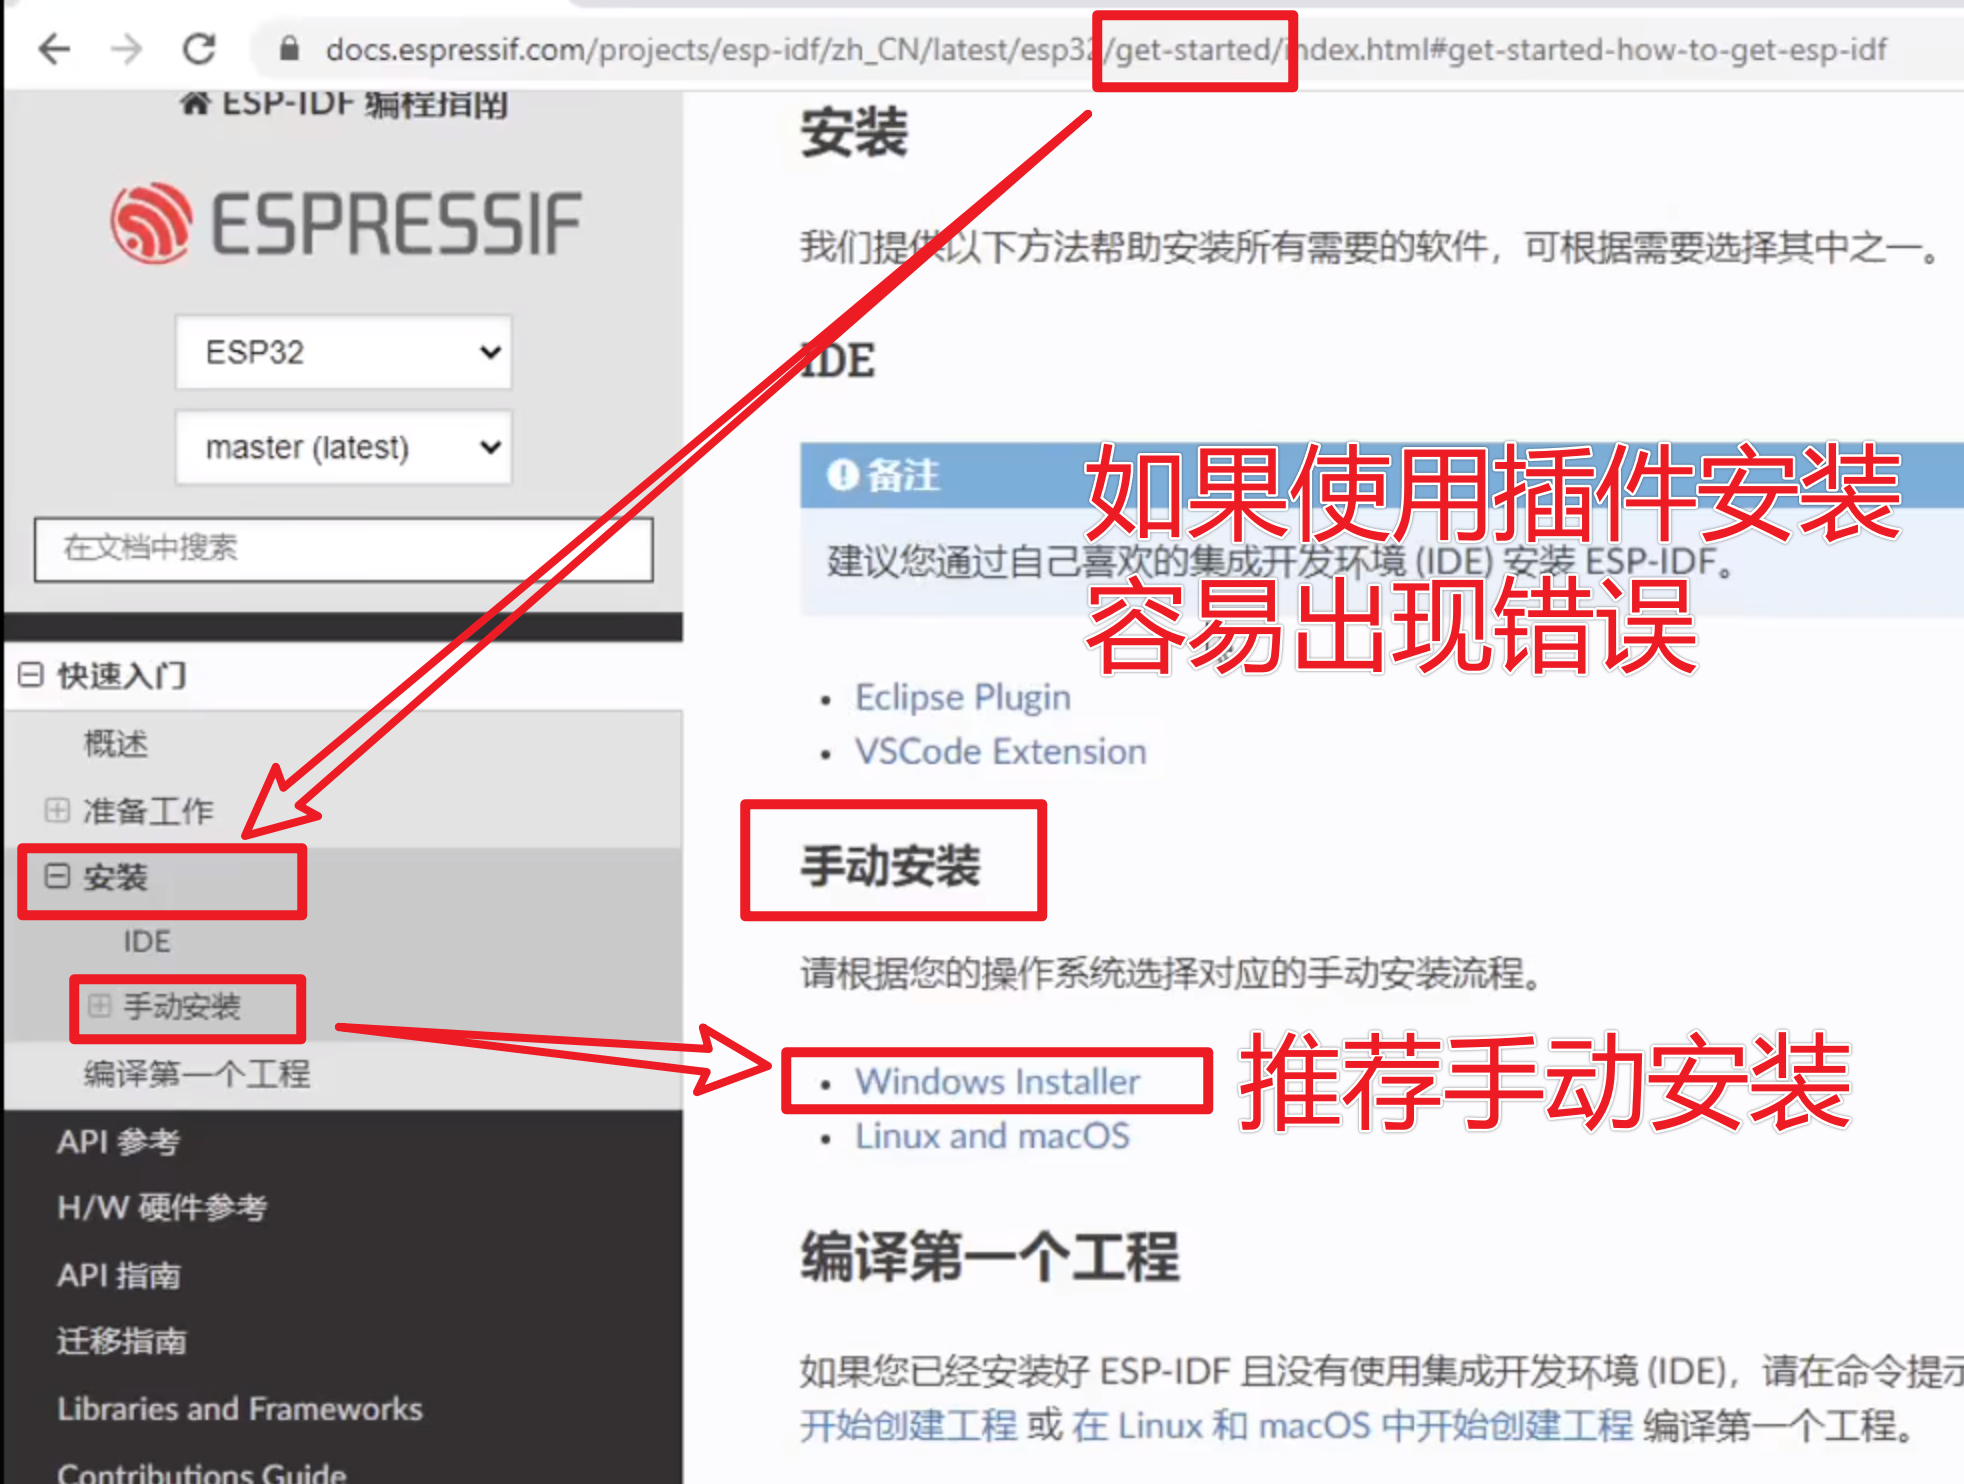 docs.espressif.com/projects/esp-idf/zh_CN/latest/esp32/get-started/index.html#get-started-how-to-get-esp-idf
ESP-IDF 编程指南
ESPRESSIF
ESP32
master (latest)
在文档中搜索
快速入门
概述
准备工作
安装
IDE
手动安装
编译第一个工程
API 参考
H/W 硬件参考
API 指南
迁移指南
Libraries and Frameworks
Contributions Guide
安装
我们提供以下方法帮助安装所有需要的软件，可根据需要选择其中之一。
IDE
备注
如果使用插件安装
建议您通过自己喜欢的集成开发环境 (IDE) 安装 ESP-IDF。
容易出现错误
Eclipse Plugin
VSCode Extension
手动安装
请根据您的操作系统选择对应的手动安装流程。
Windows Installer
推荐手动安装
Linux and macOS
编译第一个工程
如果您已经安装好 ESP-IDF 且没有使用集成开发环境 (IDE)，请在命令提示
开始创建工程 或 在 Linux 和 macOS 中开始创建工程 编译第一个工程。